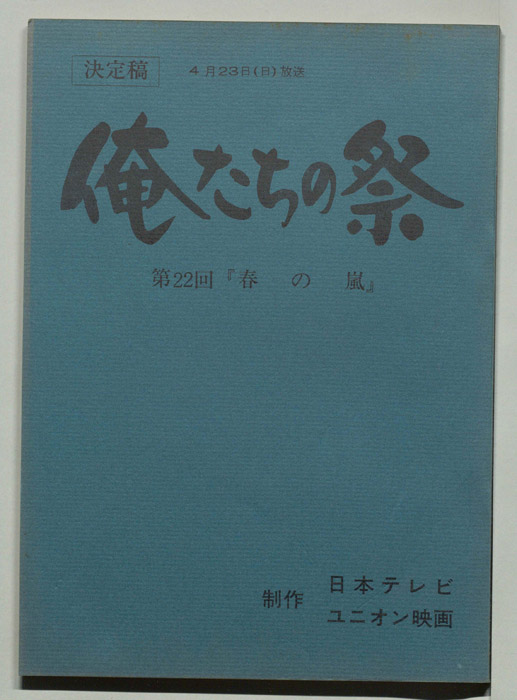 決定稿
4月23日(日)放送
俺たちの祭
第22回『春の嵐』
制作
日本テレビ
ユニオン映画